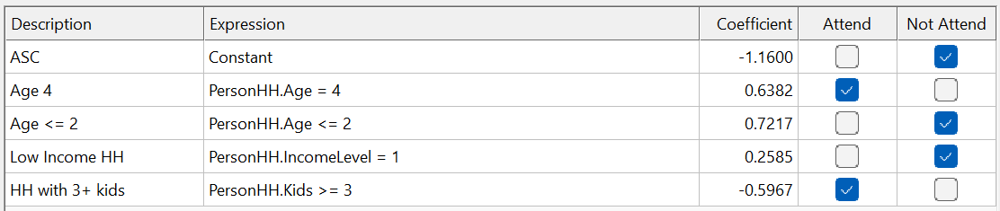 Description Expression Coefficient Attend Not Attend
ASC Constant -1.1600
Age 4 PersonHH.Age = 4 0.6382
Age <= 2 PersonHH.Age <= 2 0.7217
Low Income HH PersonHH.IncomeLevel = 1 0.2585
HH with 3+ kids PersonHH.Kids >= 3 -0.5967